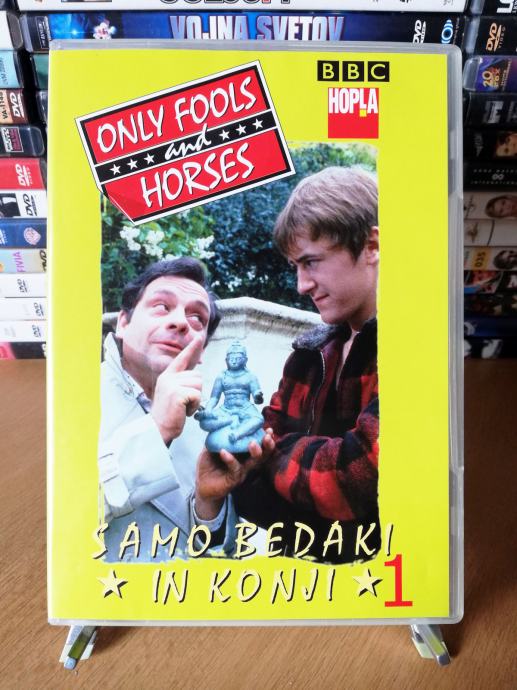 VOJNA SVETOV
BBC
HOPLA
ONLY FOOLS
and
HORSES
SAMO BEDAKI
IN KONJI
1